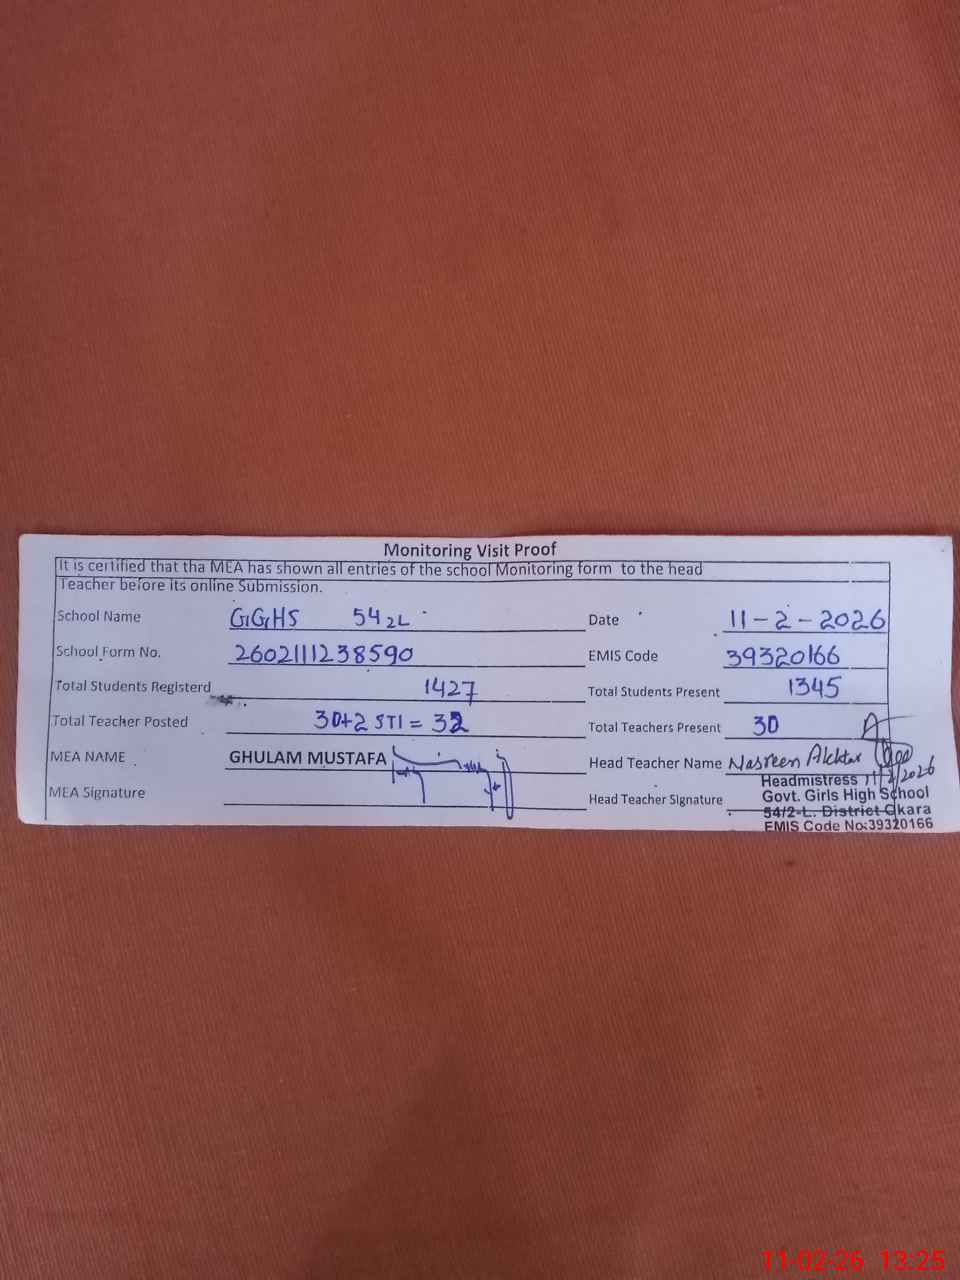 Monitoring Visit Proof
It is certified that tha MEA has shown all entries of the school Monitoring form to the head
Teacher before its online Submission.
School Name GGHS 54 2L Date 11-2-2026
School Form No. 2602111238590 EMIS Code 39320166
Total Students Registerd 1427 Total Students Present 1345
Total Teacher Posted 30+2 STI = 32 Total Teachers Present 30
MEA NAME GHULAM MUSTAFA Head Teacher Name Nasreen Akhtar
MEA Signature Head Teacher Signature
11/2/2026
Headmistress
Govt. Girls High School
54/2-L. District Okara
EMIS Code No:39320166
11-02-26 13:25